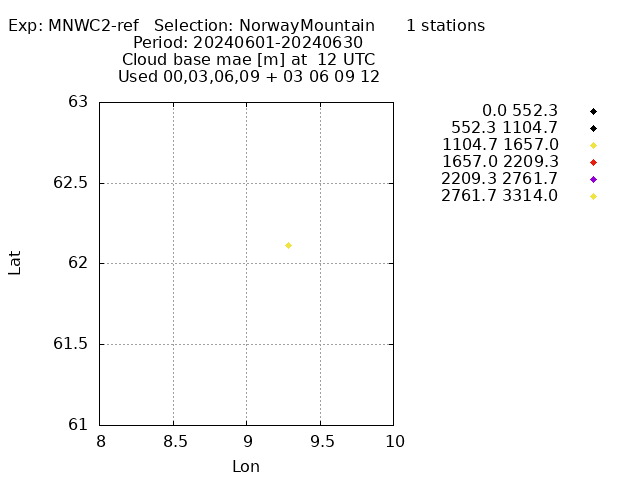 Exp: MNWC2-ref   Selection: NorwayMountain      1 stations
Period: 20240601-20240630
Cloud base mae [m] at  12 UTC
Used 00,03,06,09 + 03 06 09 12
0.0 552.3
552.3 1104.7
1104.7 1657.0
1657.0 2209.3
2209.3 2761.7
2761.7 3314.0
63
62.5
62
61.5
61
Lat
8 8.5 9 9.5 10
Lon